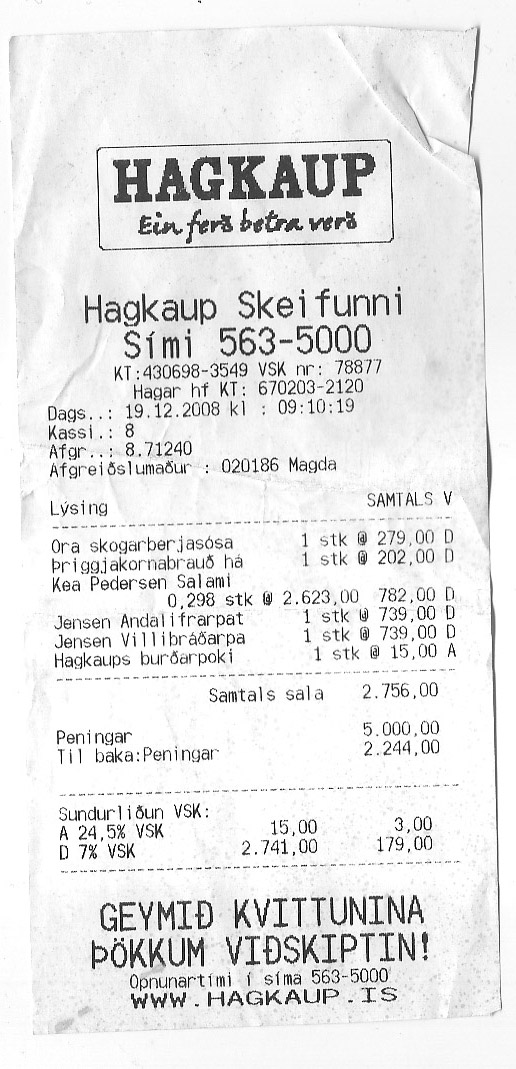 HAGKAUP
Ein ferð betra verð
Hagkaup Skeifunni
Sími 563-5000
KT:430698-3549 VSK nr: 78877
Hagar hf KT: 670203-2120
Dags..: 19.12.2008 kl : 09:10:19
Kassi.: 8
Afgr..: 8.71240
Afgreiðslumaður : 020186 Magda
Lýsing SAMTALS V
Ora skogarberjasósa 1 stk @ 279,00 D
Þriggjakornabrauð há 1 stk @ 202,00 D
Kea Pedersen Salami
0,298 stk @ 2.623,00 782,00 D
Jensen Andalifrarpat 1 stk @ 739,00 D
Jensen Villibráðarpa 1 stk @ 739,00 D
Hagkaups burðarpoki 1 stk @ 15,00 A
Samtals sala 2.756,00
Peningar 5.000,00
Til baka:Peningar 2.244,00
Sundurliðun VSK:
A 24,5% VSK 15,00 3,00
D 7% VSK 2.741,00 179,00
GEYMIÐ KVITTUNINA
ÞÖKKUM VIÐSKIPTIN!
Opnunartími í síma 563-5000
WWW.HAGKAUP.IS